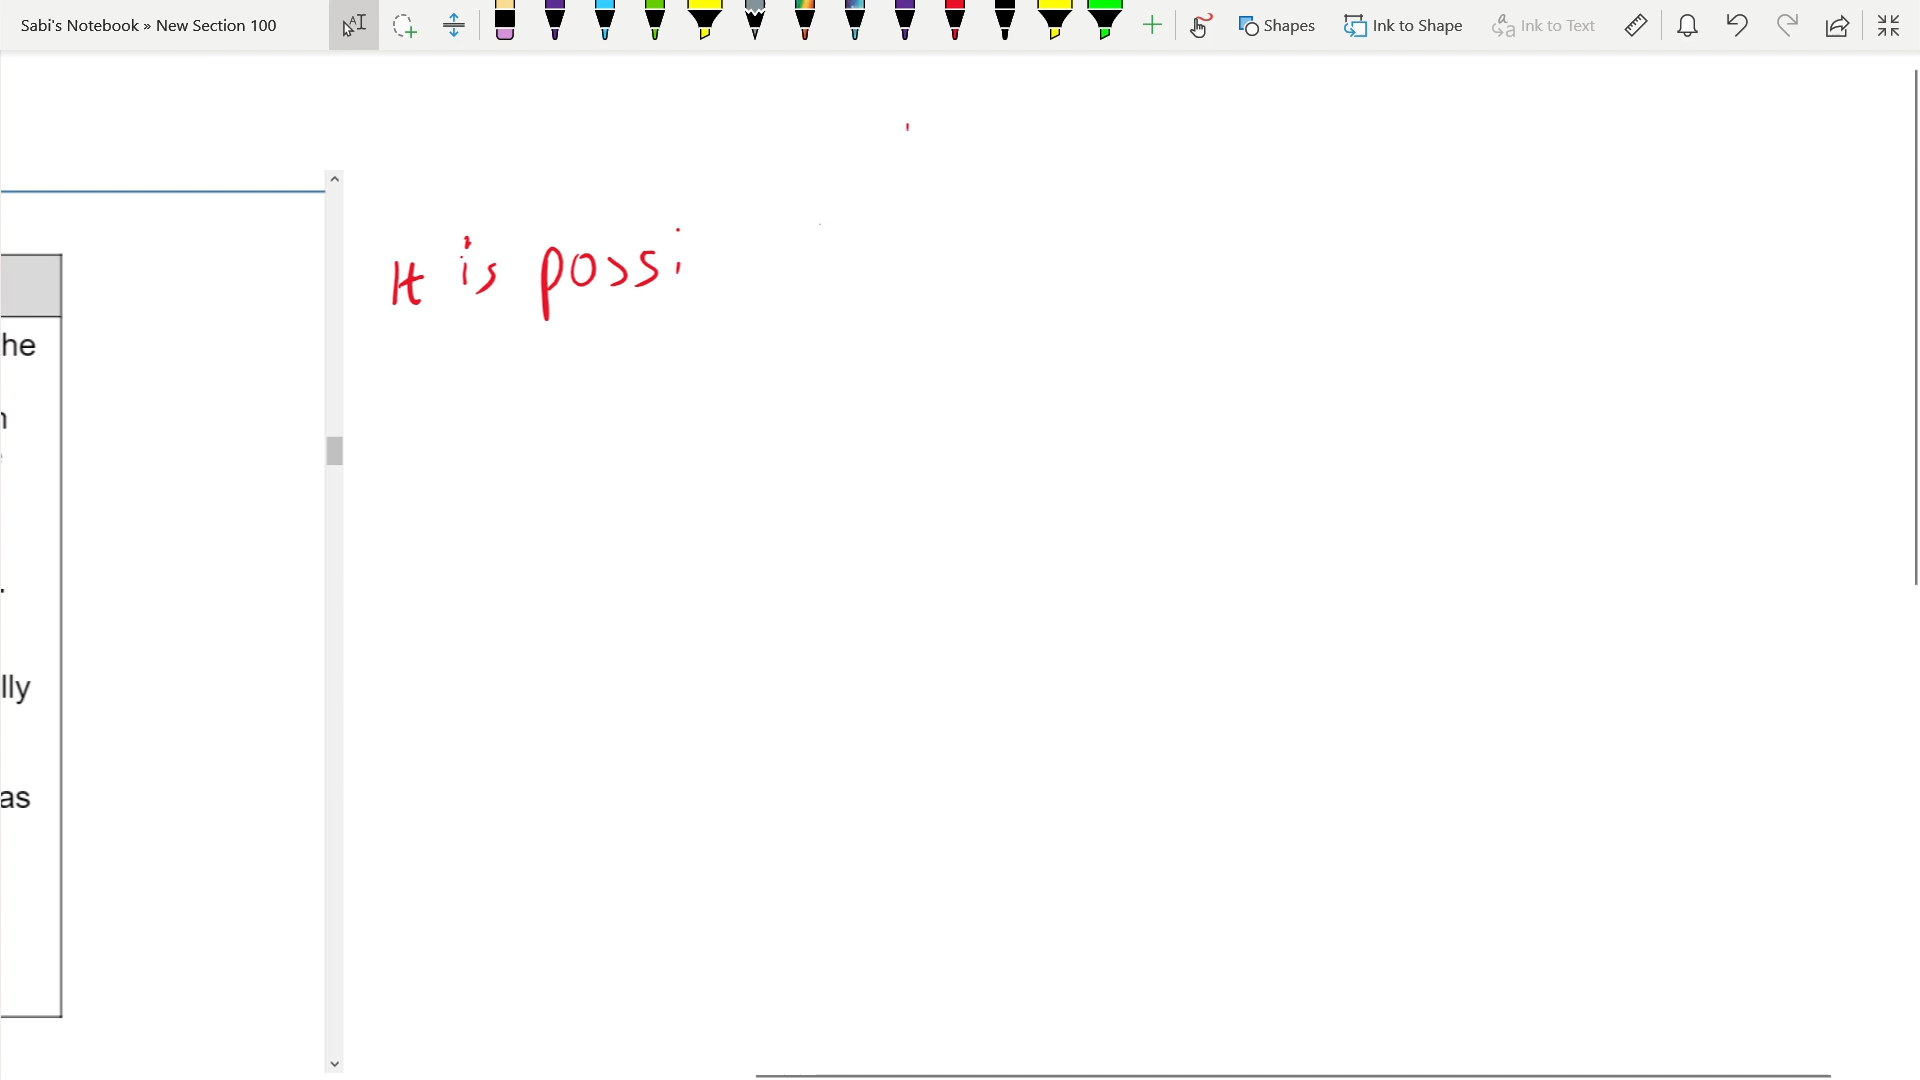 Sabi's Notebook » New Section 100
Shapes
Ink to Shape
Ink to Text
It is possi
he
lly
as